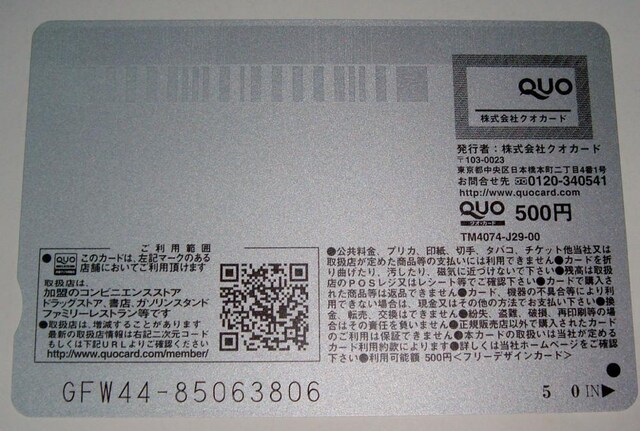 QUO
株式会社クオカード
発行者：株式会社クオカード
〒103-0023
東京都中央区日本橋本町二丁目4番1号
お問合せ先 0120-340541
http://www.quocard.com
QUO クオ・カード 500円
TM4074-J29-00
ご利用範囲
●QUO このカードは、左記マークのある
店舗においてご利用頂けます
取扱店は、
加盟のコンビニエンスストア
ドラッグストア、書店、ガソリンスタンド
ファミリーレストラン等です
●取扱店は、増減することがあります
最新の取扱店情報は右記二次元コード
もしくは下記URLよりご確認下さい
http://www.quocard.com/member/
●公共料金、プリカ、印紙、切手、タバコ、チケット他当社又は
取扱店が定めた商品等の支払いには利用できません●カードを折
り曲げたり、汚したり、磁気に近づけないで下さい●残高は取扱
店のPOSレジ又はレシート等でご確認下さい●カードで購入さ
れた商品等は返品できません●カード、機器の不具合等により利
用できない場合は、現金又はその他の方法でお支払い下さい●換
金、転売、交換はできません●紛失、盗難、破損、再印刷等の場
合はその責任を負いません●正規販売店以外で購入されたカード
のご利用は保証できません●本カードの取扱いは当社が定める
カード利用約款によります●詳しくは当社ホームページをご確認
下さい●利用可能額 500円＜フリーデザインカード＞
GFW44-85063806
5 0 IN▶